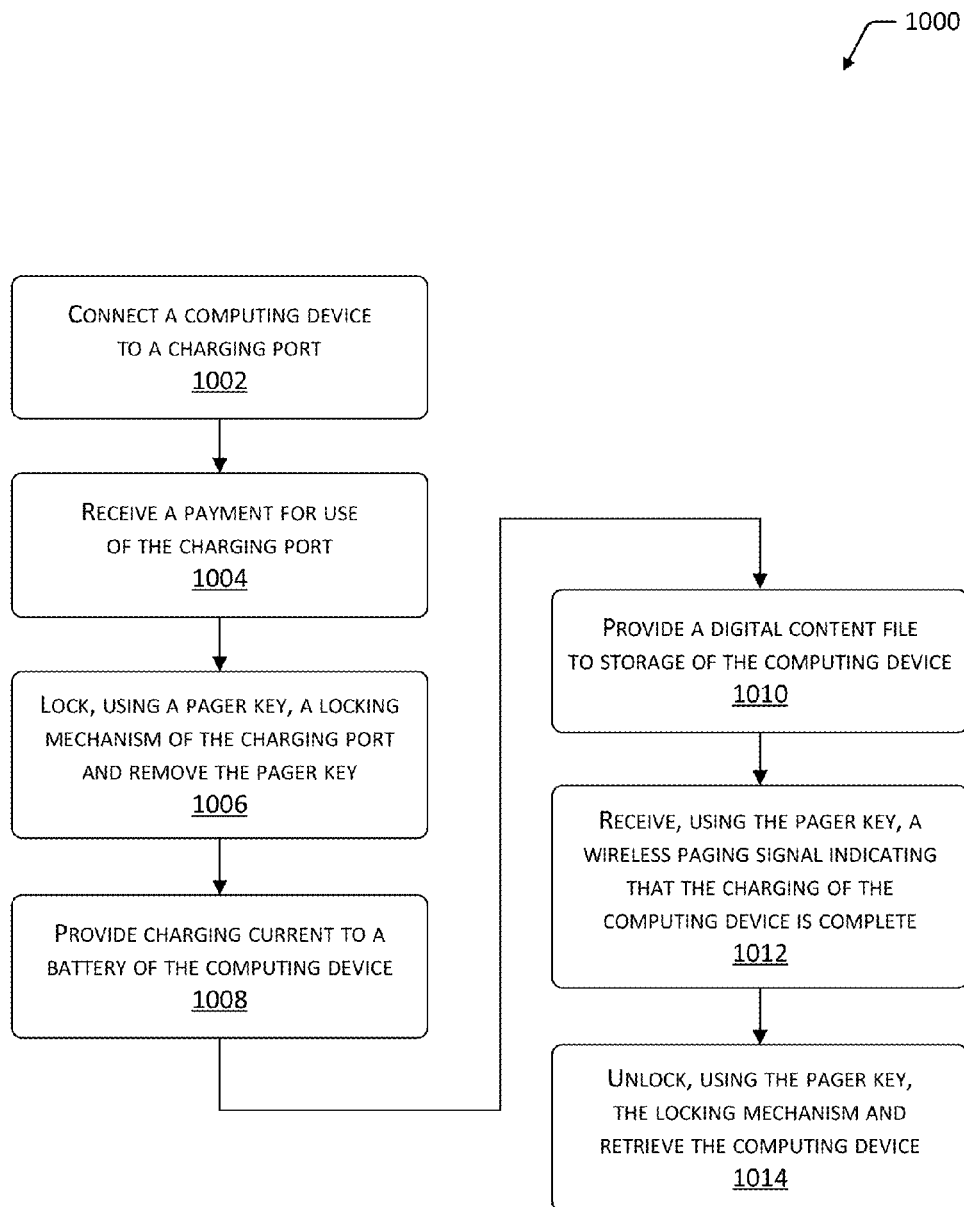 1000
CONNECT A COMPUTING DEVICE
TO A CHARGING PORT
1002
RECEIVE A PAYMENT FOR USE
OF THE CHARGING PORT
1004
LOCK, USING A PAGER KEY, A LOCKING
MECHANISM OF THE CHARGING PORT
AND REMOVE THE PAGER KEY
1006
PROVIDE CHARGING CURRENT TO A
BATTERY OF THE COMPUTING DEVICE
1008
PROVIDE A DIGITAL CONTENT FILE
TO STORAGE OF THE COMPUTING DEVICE
1010
RECEIVE, USING THE PAGER KEY, A
WIRELESS PAGING SIGNAL INDICATING
THAT THE CHARGING OF THE
COMPUTING DEVICE IS COMPLETE
1012
UNLOCK, USING THE PAGER KEY,
THE LOCKING MECHANISM AND
RETRIEVE THE COMPUTING DEVICE
1014